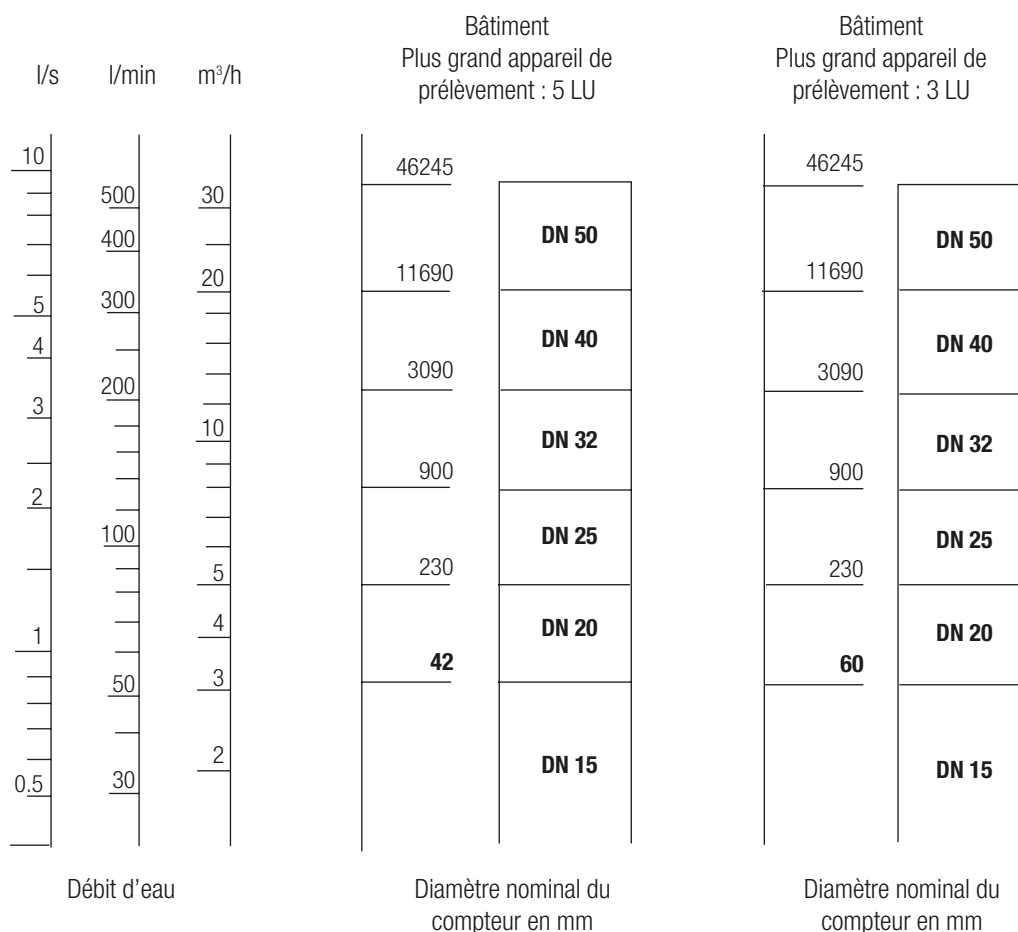 l/s l/min m³/h
10
5
4
3
2
1
0.5
500
400
300
200
100
50
30
30
20
10
5
4
3
2
Débit d'eau
Bâtiment
Plus grand appareil de
prélèvement : 5 LU
46245
11690
3090
900
230
42
DN 50
DN 40
DN 32
DN 25
DN 20
DN 15
Diamètre nominal du
compteur en mm
Bâtiment
Plus grand appareil de
prélèvement : 3 LU
46245
11690
3090
900
230
60
DN 50
DN 40
DN 32
DN 25
DN 20
DN 15
Diamètre nominal du
compteur en mm